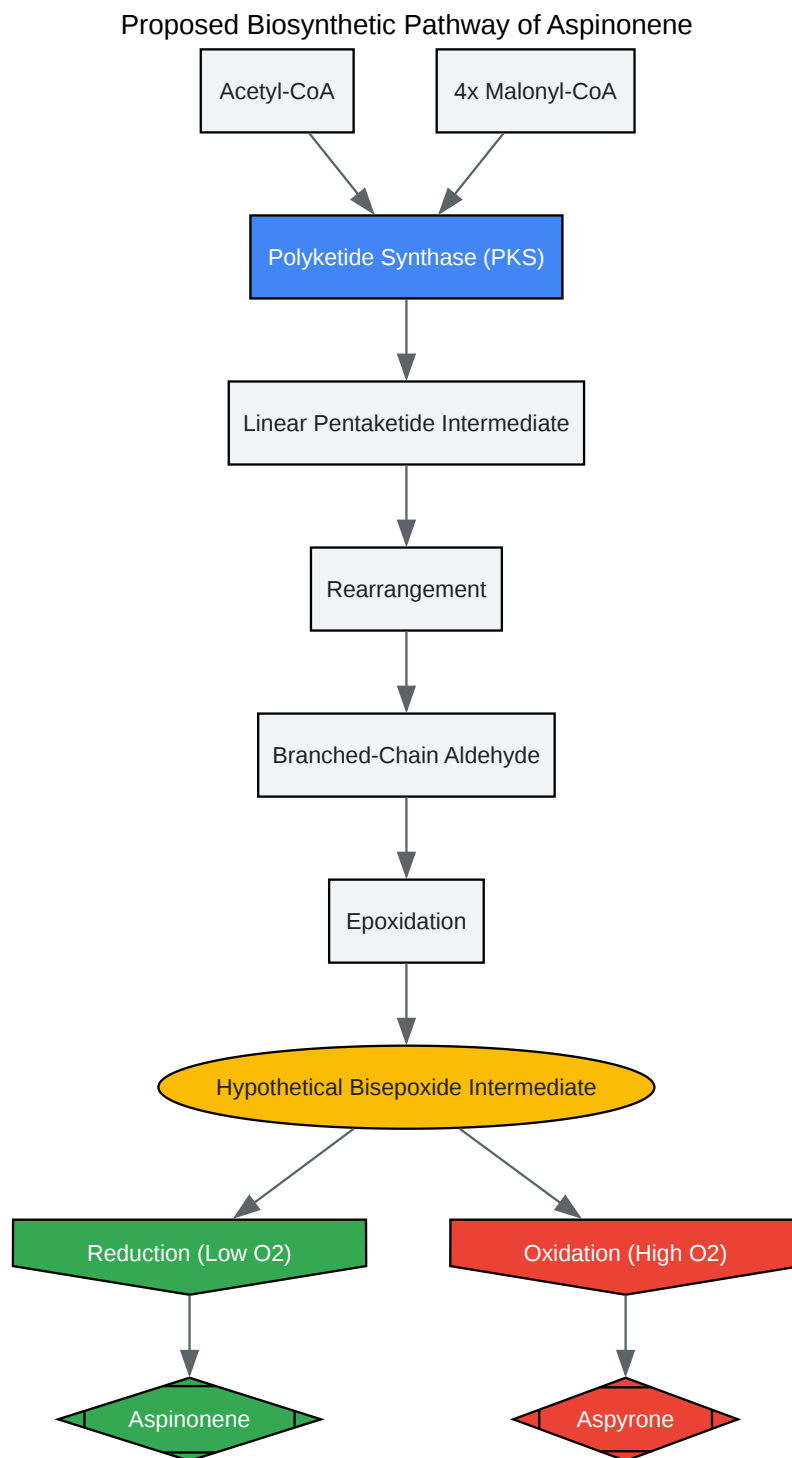 Proposed Biosynthetic Pathway of Aspinonene
Acetyl-CoA
4x Malonyl-CoA
Polyketide Synthase (PKS)
Linear Pentaketide Intermediate
Rearrangement
Branched-Chain Aldehyde
Epoxidation
Hypothetical Bisepoxide Intermediate
Reduction (Low O2)
Oxidation (High O2)
Aspinonene
Aspyrone